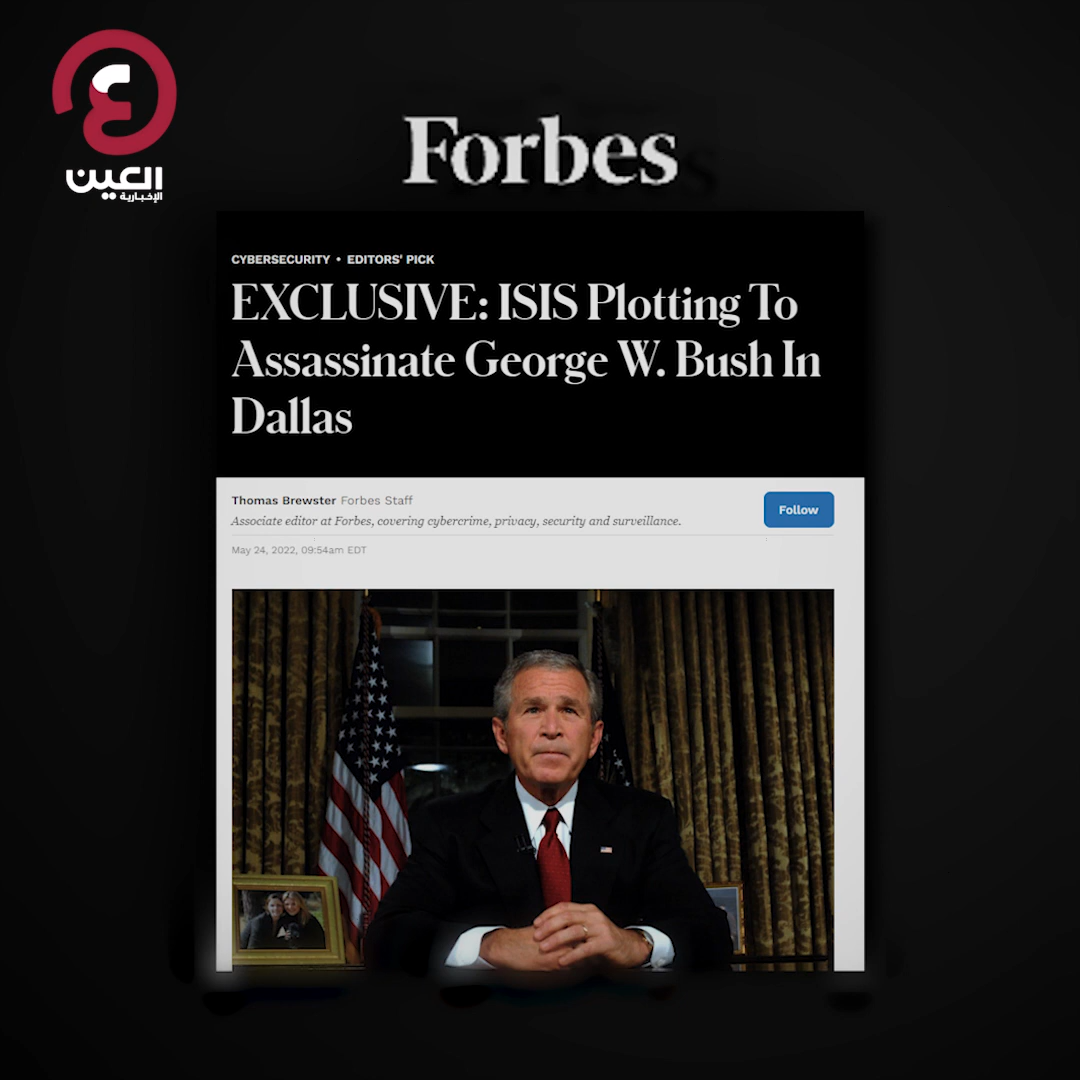 العين
الإخبارية
Forbes
CYBERSECURITY • EDITORS' PICK
EXCLUSIVE: ISIS Plotting To
Assassinate George W. Bush In
Dallas
Thomas Brewster Forbes Staff
Follow
Associate editor at Forbes, covering cybercrime, privacy, security and surveillance.
May 24, 2022, 09:54am EDT